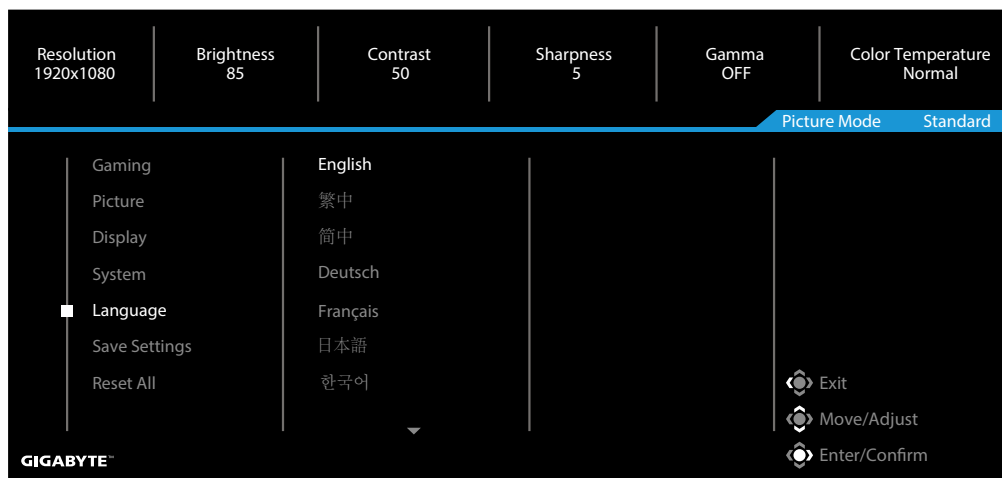 Resolution
1920x1080
Brightness
85
Contrast
50
Sharpness
5
Gamma
OFF
Color Temperature
Normal
Picture Mode Standard
Gaming
Picture
Display
System
Language
Save Settings
Reset All
English
繁中
简中
Deutsch
Français
日本語
한국어
Exit
Move/Adjust
Enter/Confirm
GIGABYTE™